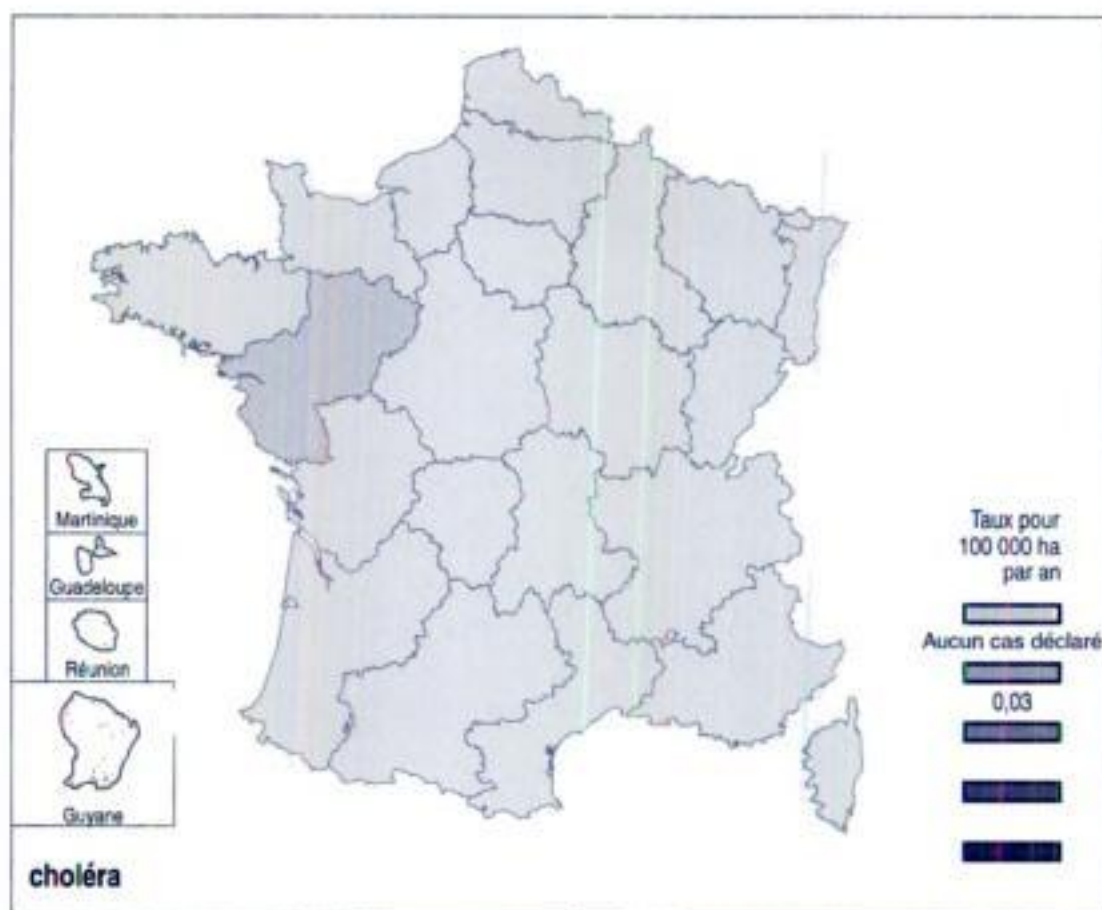 Martinique
Guadeloupe
Réunion
Guyane
choléra
Taux pour
100 000 ha
par an
Aucun cas déclaré
0,03